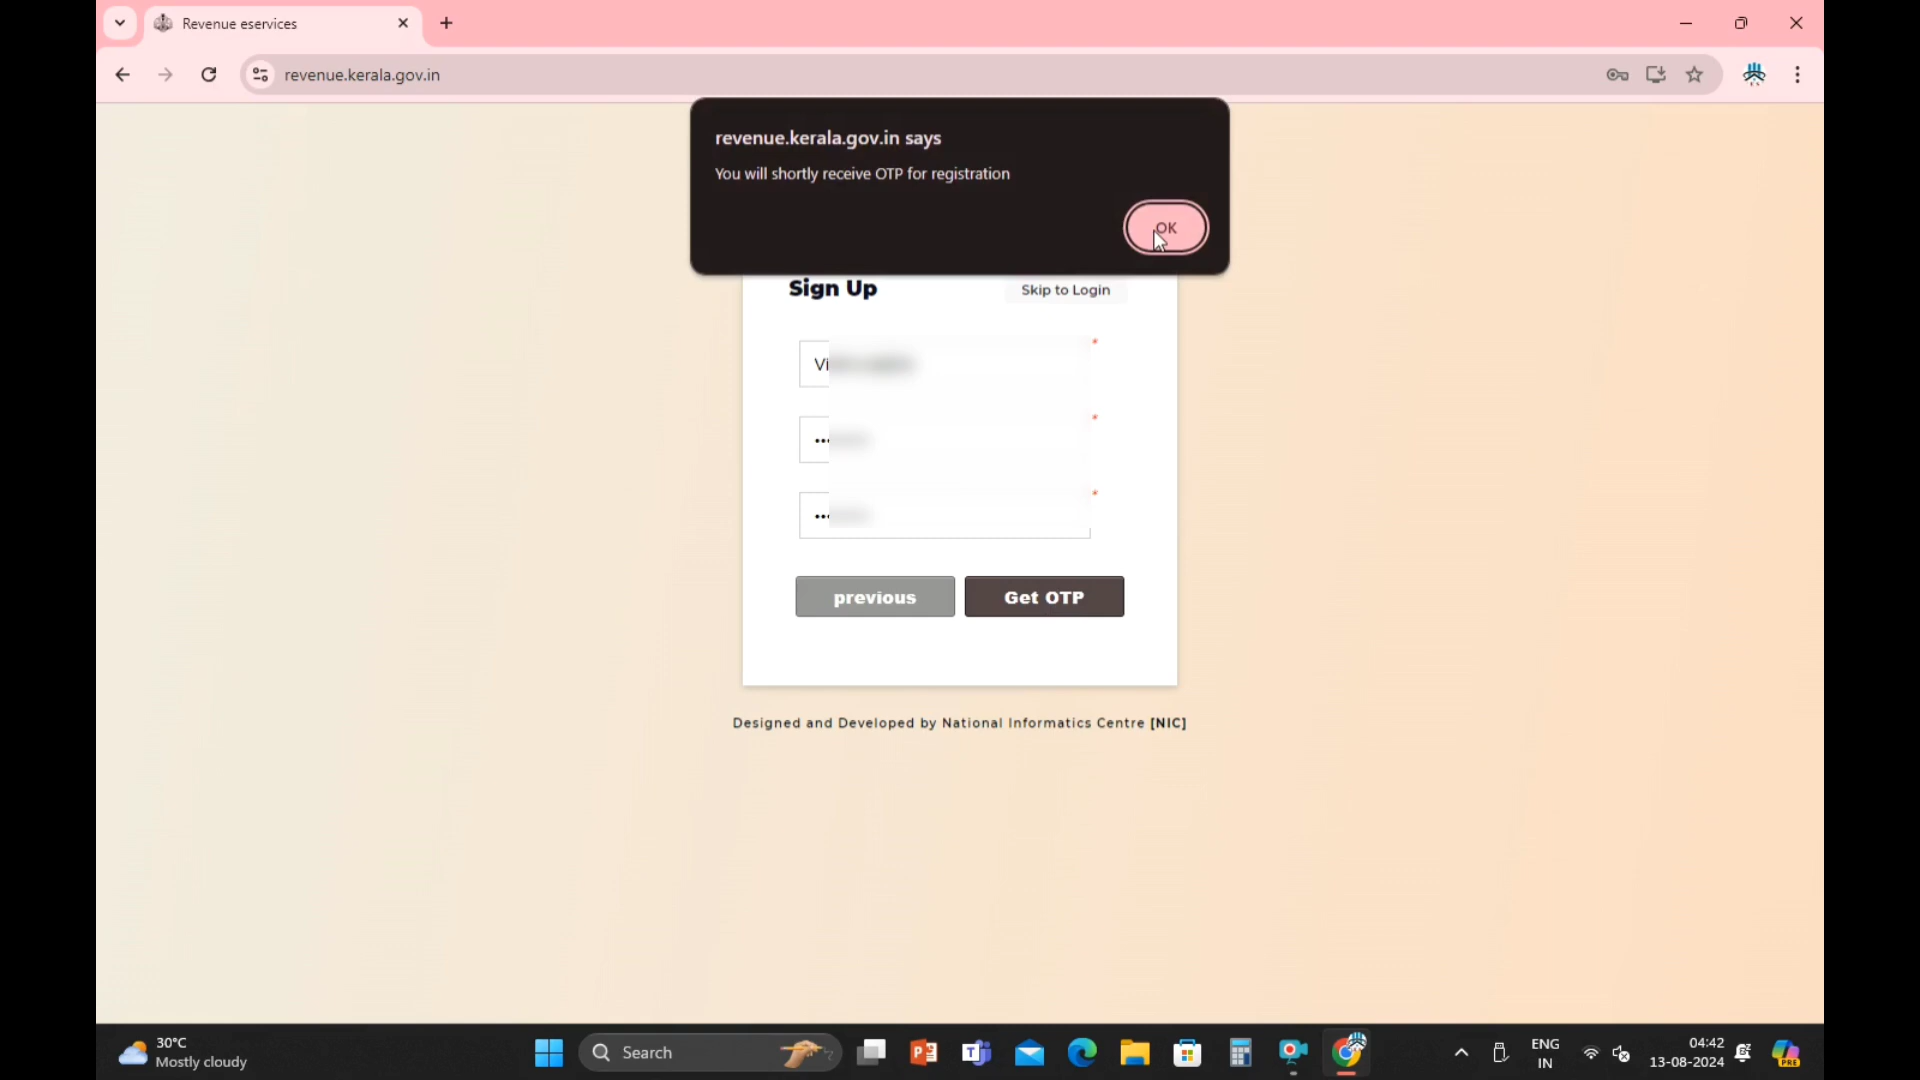 Revenue eservices
revenue.kerala.gov.in
revenue.kerala.gov.in says
You will shortly receive OTP for registration
OK
Sign Up
Skip to Login
*
*
*
previous
Get OTP
Designed and Developed by National Informatics Centre [NIC]
30°C
Mostly cloudy
Search
ENG
IN
04:42
13-08-2024
PRE